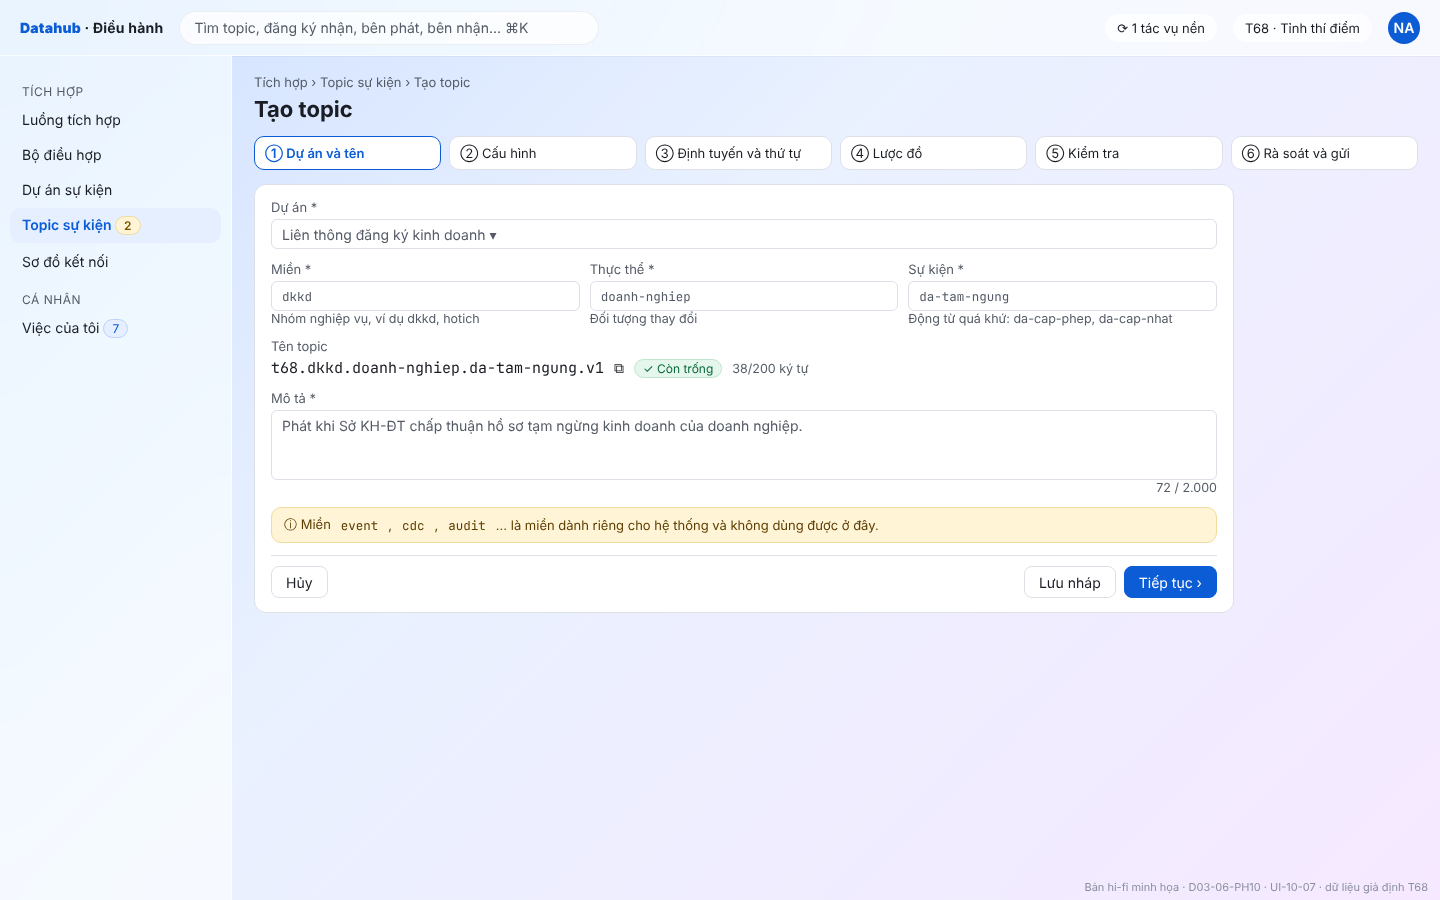 Datahub · Điều hành
Tìm topic, đăng ký nhận, bên phát, bên nhận... ⌘K
⟳ 1 tác vụ nền
T68 · Tỉnh thí điểm
NA
TÍCH HỢP
Luồng tích hợp
Bộ điều hợp
Dự án sự kiện
Topic sự kiện 2
Sơ đồ kết nối
CÁ NHÂN
Việc của tôi 7
Tích hợp › Topic sự kiện › Tạo topic
Tạo topic
① Dự án và tên
② Cấu hình
③ Định tuyến và thứ tự
④ Lược đồ
⑤ Kiểm tra
⑥ Rà soát và gửi
Dự án *
Liên thông đăng ký kinh doanh ▾
Miền *
Thực thể *
Sự kiện *
dkkd
doanh-nghiep
da-tam-ngung
Nhóm nghiệp vụ, ví dụ dkkd, hotich
Đối tượng thay đổi
Động từ quá khứ: da-cap-phep, da-cap-nhat
Tên topic
t68.dkkd.doanh-nghiep.da-tam-ngung.v1 ⧉ ✓ Còn trống 38/200 ký tự
Mô tả *
Phát khi Sở KH-ĐT chấp thuận hồ sơ tạm ngừng kinh doanh của doanh nghiệp.
72 / 2.000
ⓘ Miền event , cdc , audit ... là miền dành riêng cho hệ thống và không dùng được ở đây.
Hủy
Lưu nháp
Tiếp tục ›
Bản hi-fi minh họa · D03-06-PH10 · UI-10-07 · dữ liệu giả định T68